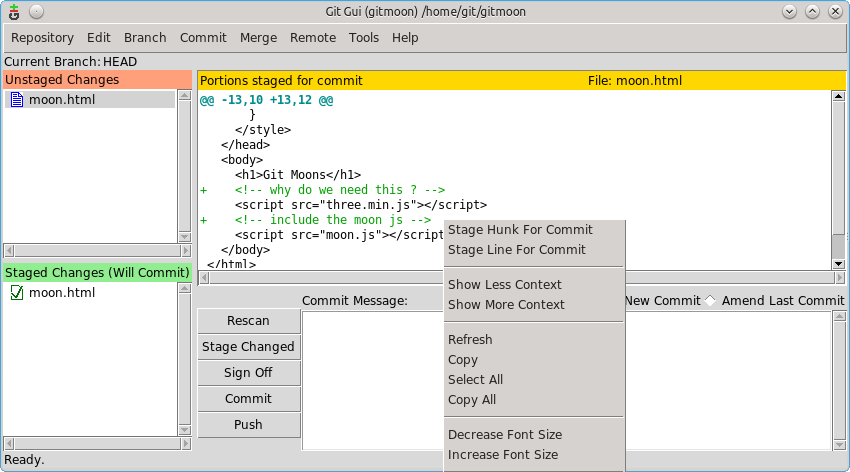 Git Gui (gitmoon) /home/git/gitmoon
Repository Edit Branch Commit Merge Remote Tools Help
Current Branch: HEAD
Unstaged Changes
moon.html
Portions staged for commit File: moon.html
@@ -13,10 +13,12 @@
}
</style>
</head>
<body>
<h1>Git Moons</h1>
+ <!-- why do we need this ? -->
<script src="three.min.js"></script>
+ <!-- include the moon js -->
<script src="moon.js"></script
</body>
</html>
Stage Hunk For Commit
Stage Line For Commit
Show Less Context
Show More Context
Refresh
Copy
Select All
Copy All
Decrease Font Size
Increase Font Size
Staged Changes (Will Commit)
moon.html
Commit Message: New Commit Amend Last Commit
Rescan
Stage Changed
Sign Off
Commit
Push
Ready.